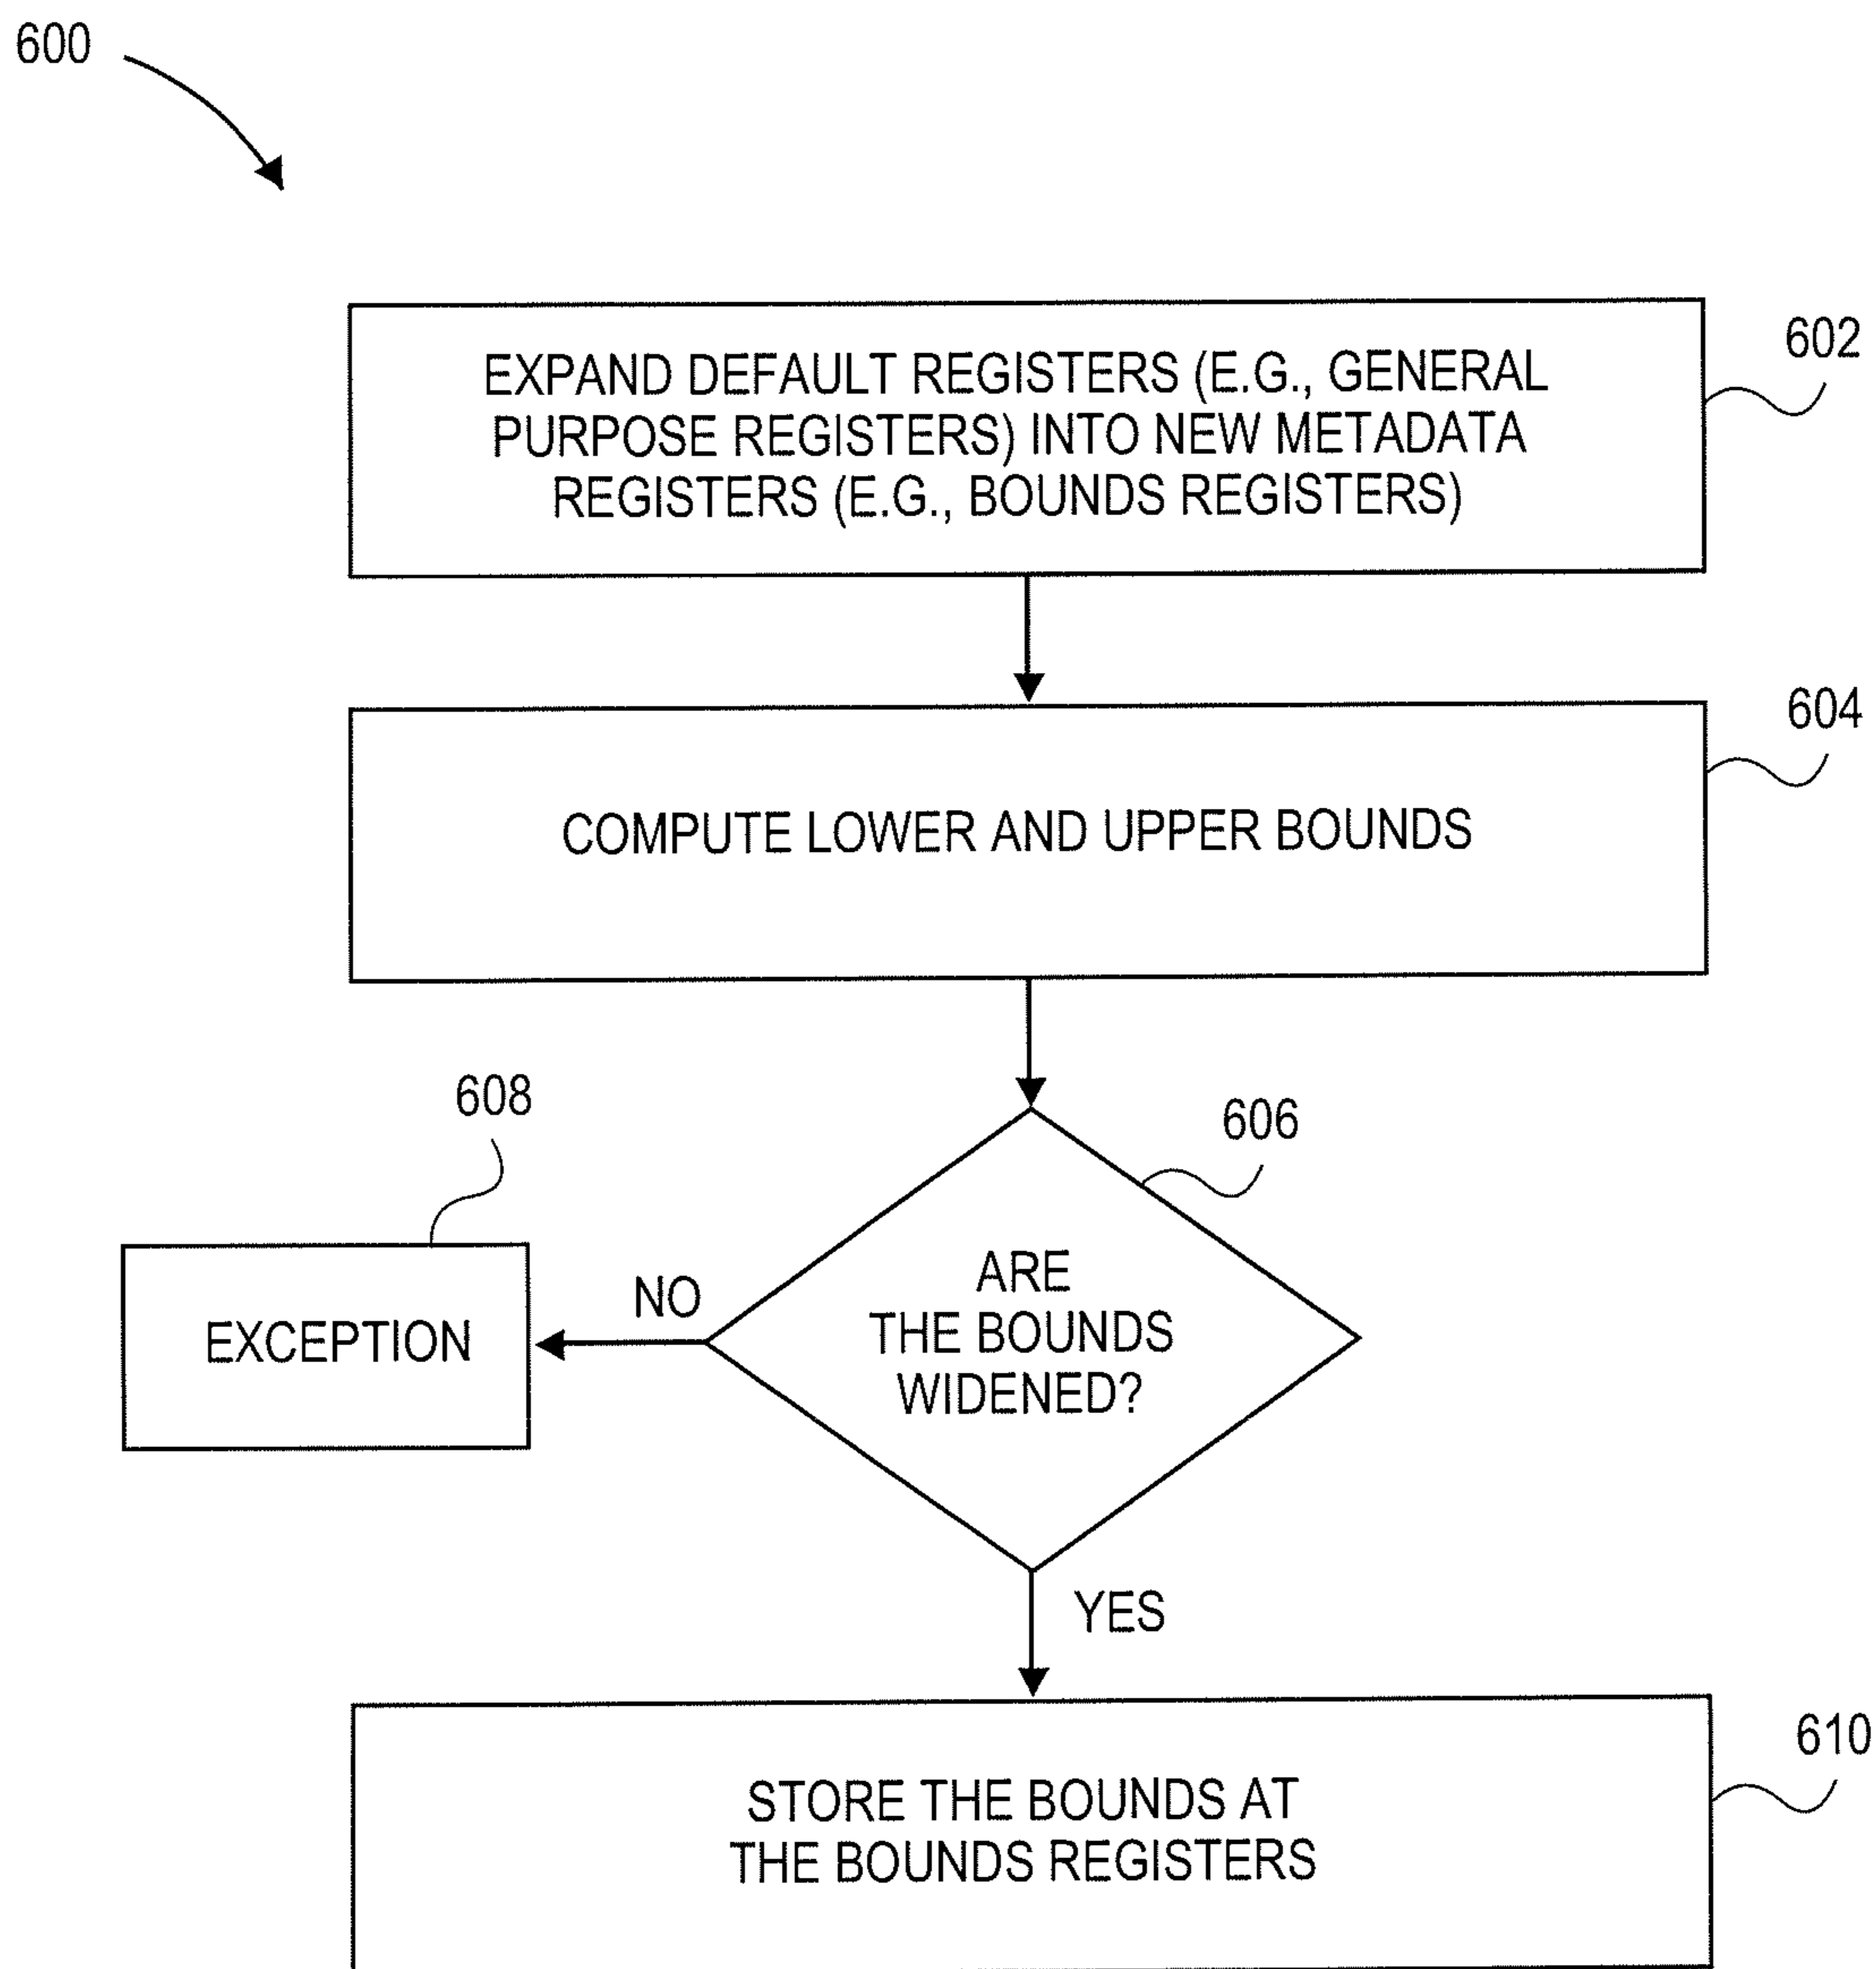 600
EXPAND DEFAULT REGISTERS (E.G., GENERAL
PURPOSE REGISTERS) INTO NEW METADATA
REGISTERS (E.G., BOUNDS REGISTERS)
602
COMPUTE LOWER AND UPPER BOUNDS
604
608
606
EXCEPTION
NO
ARE
THE BOUNDS
WIDENED?
YES
STORE THE BOUNDS AT
THE BOUNDS REGISTERS
610